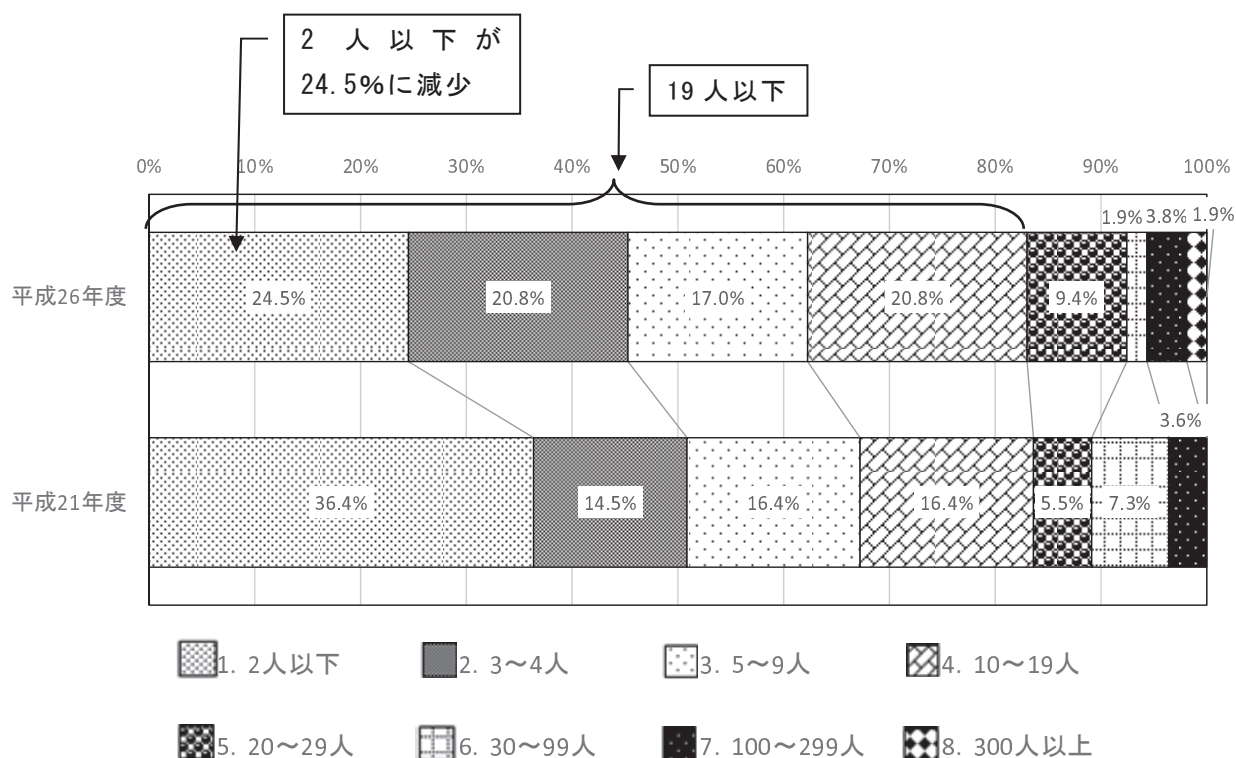 2 人以下が
24.5%に減少
19人以下
0% 10% 20% 30% 40% 50% 60% 70% 80% 90% 100%
1.9% 3.8% 1.9%
平成26年度 24.5% 20.8% 17.0% 20.8% 9.4%
3.6%
平成21年度 36.4% 14.5% 16.4% 16.4% 5.5% 7.3%
1. 2人以下 2. 3～4人 3. 5～9人 4. 10～19人
5. 20～29人 6. 30～99人 7. 100～299人 8. 300人以上